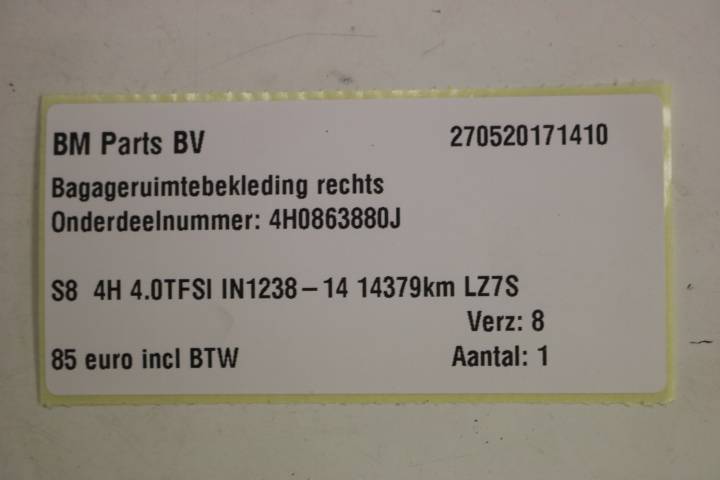 BM Parts BV 270520171410
Bagageruimtebekleding rechts
Onderdeelnummer: 4H0863880J
S8 4H 4.0TFSI IN1238-14 14379km LZ7S
Verz: 8
85 euro incl BTW Aantal: 1